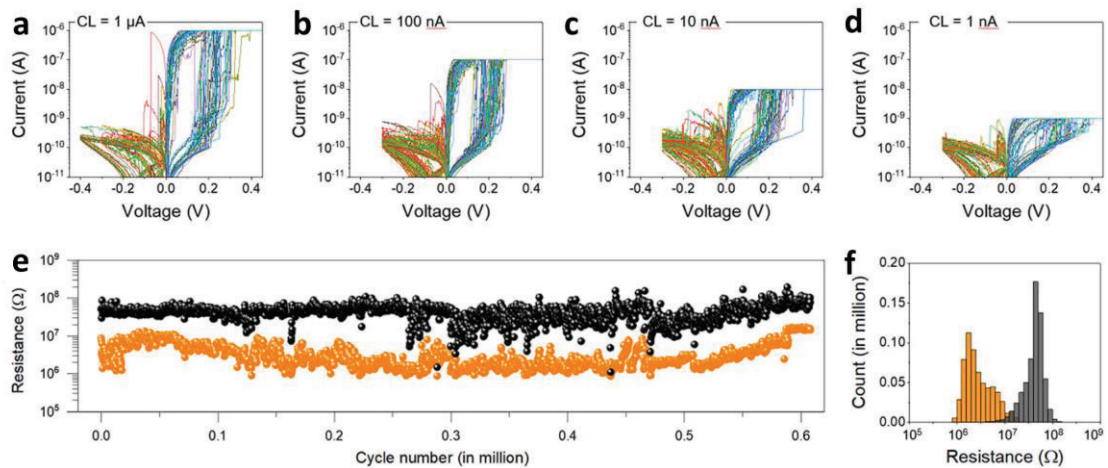 a
CL = 1 µA
Current (A)
10⁻⁶
10⁻⁷
10⁻⁸
10⁻⁹
10⁻¹⁰
10⁻¹¹
-0.4 -0.2 0.0 0.2 0.4
Voltage (V)
b
CL = 100 nA
Current (A)
10⁻⁶
10⁻⁷
10⁻⁸
10⁻⁹
10⁻¹⁰
10⁻¹¹
-0.4 -0.2 0.0 0.2 0.4
Voltage (V)
c
CL = 10 nA
Current (A)
10⁻⁶
10⁻⁷
10⁻⁸
10⁻⁹
10⁻¹⁰
10⁻¹¹
-0.4 -0.2 0.0 0.2 0.4
Voltage (V)
d
CL = 1 nA
Current (A)
10⁻⁶
10⁻⁷
10⁻⁸
10⁻⁹
10⁻¹⁰
10⁻¹¹
-0.4 -0.2 0.0 0.2 0.4
Voltage (V)
e
Resistance (Ω)
10⁹
10⁸
10⁷
10⁶
10⁵
0.0 0.1 0.2 0.3 0.4 0.5 0.6
Cycle number (in million)
f
Count (in million)
0.20
0.15
0.10
0.05
0.00
10⁵ 10⁶ 10⁷ 10⁸ 10⁹
Resistance (Ω)